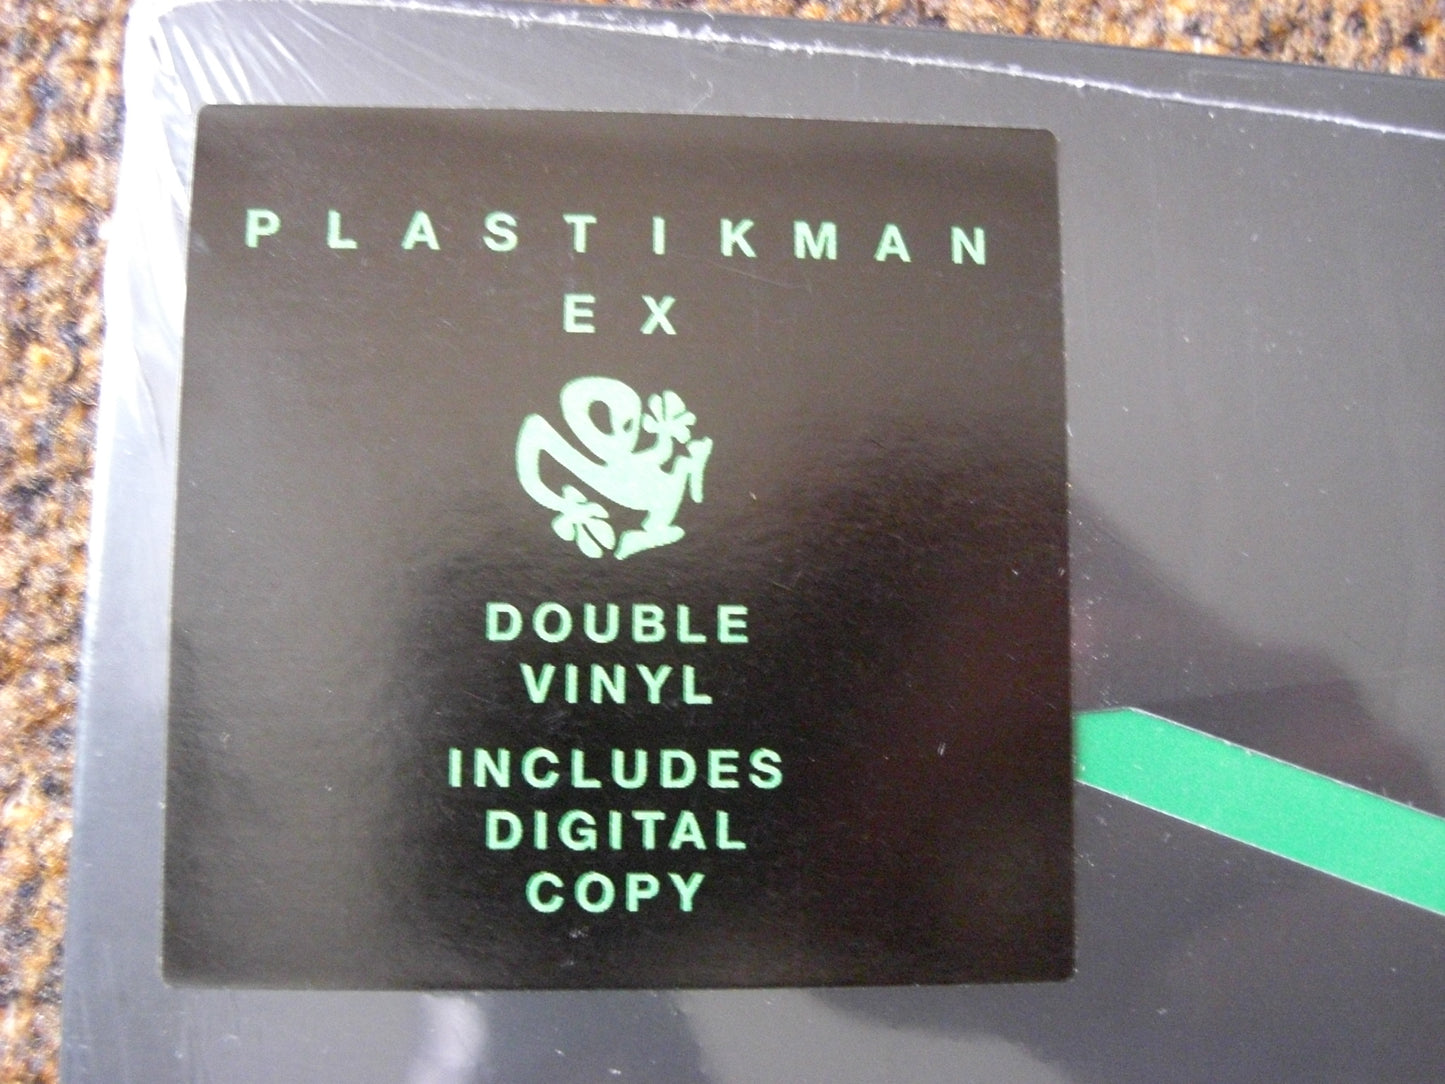 PLASTIKMAN
EX
DOUBLE
VINYL
INCLUDES
DIGITAL
COPY